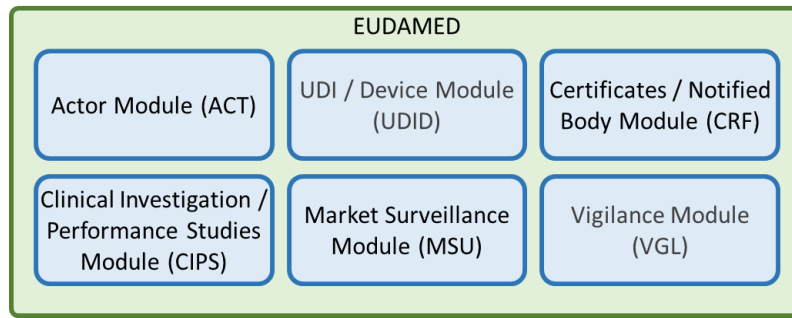 EUDAMED
Actor Module (ACT)
UDI / Device Module
(UDID)
Certificates / Notified
Body Module (CRF)
Clinical Investigation /
Performance Studies
Module (CIPS)
Market Surveillance
Module (MSU)
Vigilance Module
(VGL)